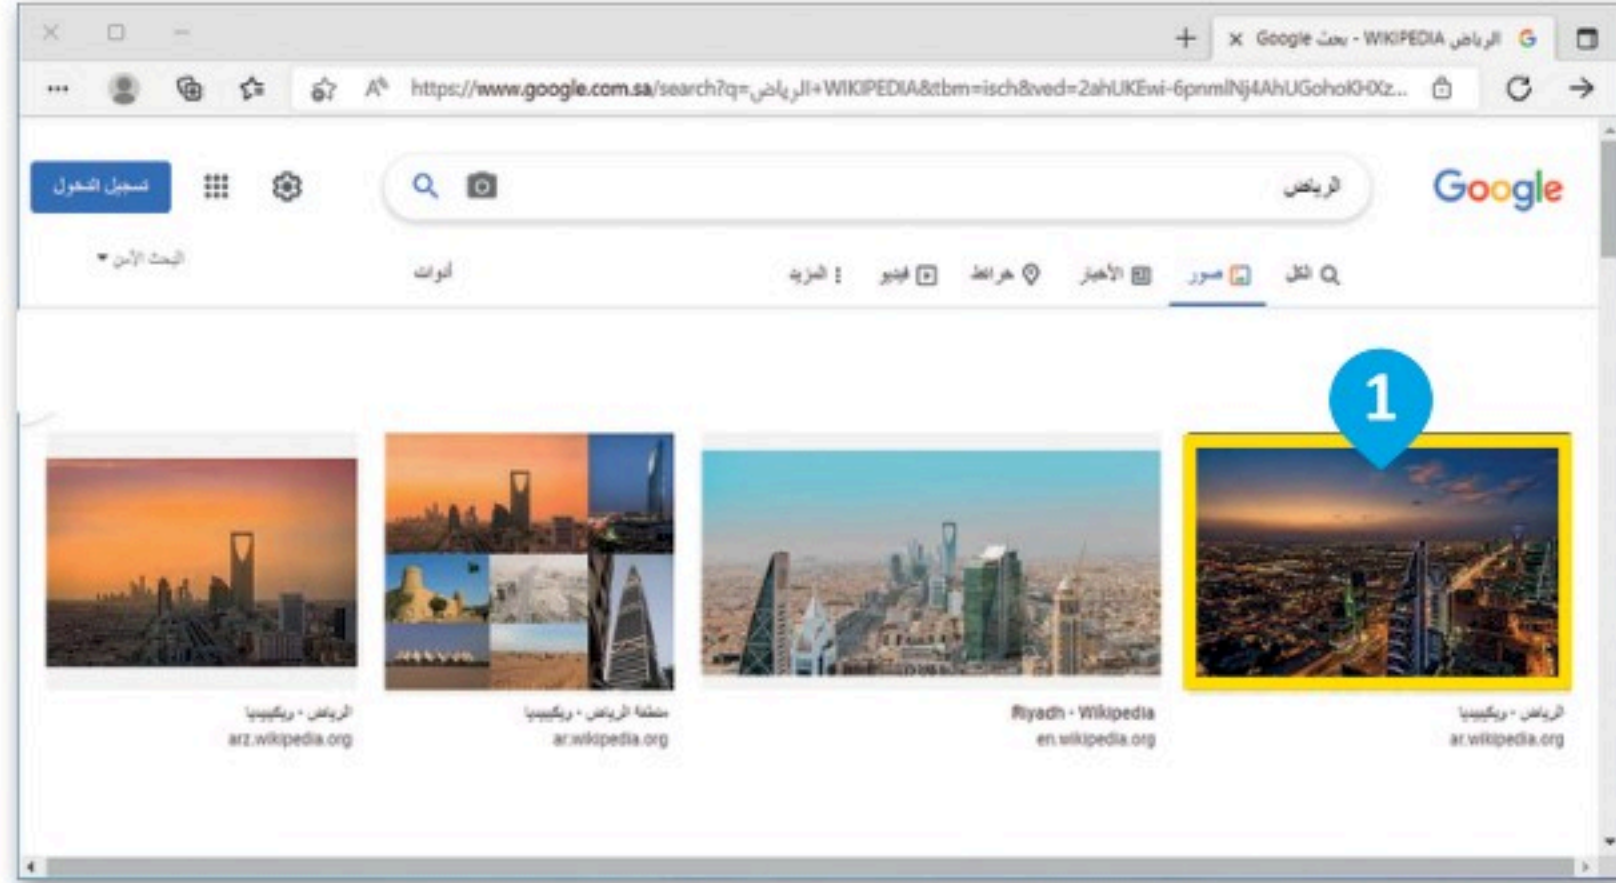 الرياض WIKIPEDIA - بحث Google
https://www.google.com.sa/search?q=الرياض+WIKIPEDIA&tbm=isch&ved=2ahUKEwi-6pnmlNj4AhUGohoKHXz...
Google
الرياض
تسجيل الدخول
الكل
صور
الأخبار
خرائط
فيديو
المزيد
أدوات
البحث الآمن
1
الرياض - ويكيبيديا
ar.wikipedia.org
Riyadh - Wikipedia
en.wikipedia.org
منطقة الرياض - ويكيبيديا
ar.wikipedia.org
الرياض - ويكيبيديا
arz.wikipedia.org